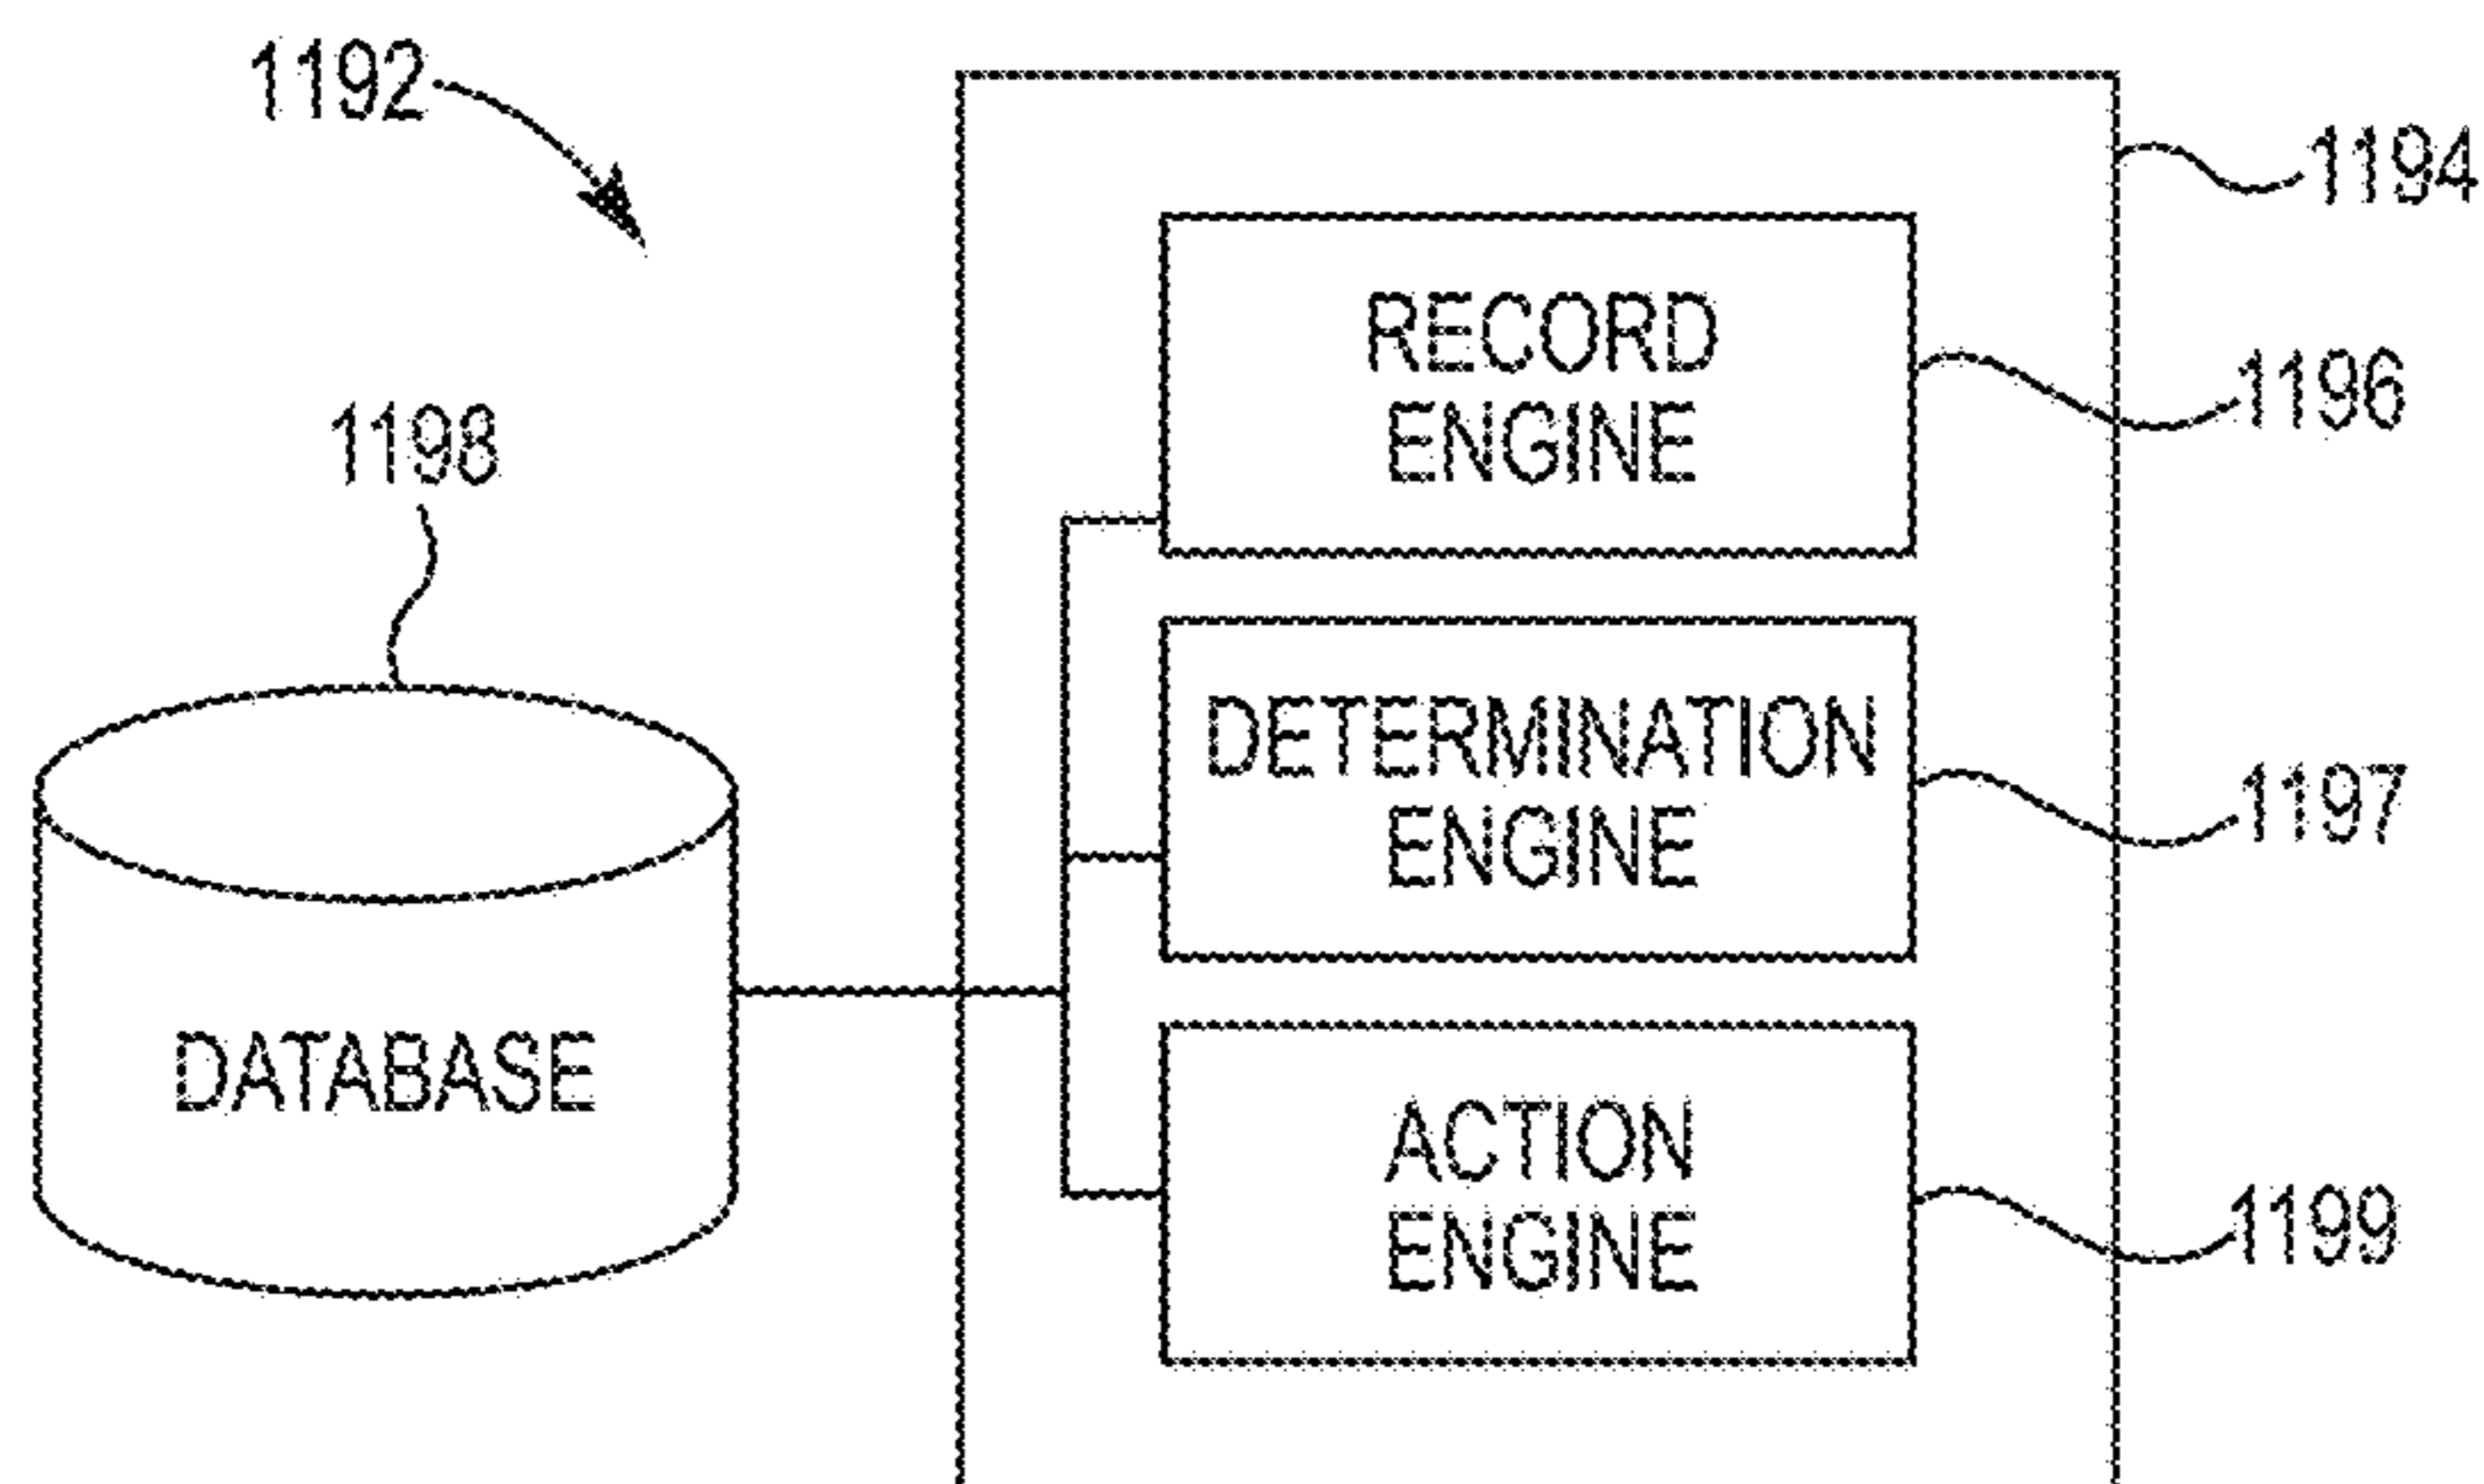 1192
1194
RECORD
ENGINE
1196
1198
DETERMINATION
ENGINE
1197
DATABASE
ACTION
ENGINE
1199